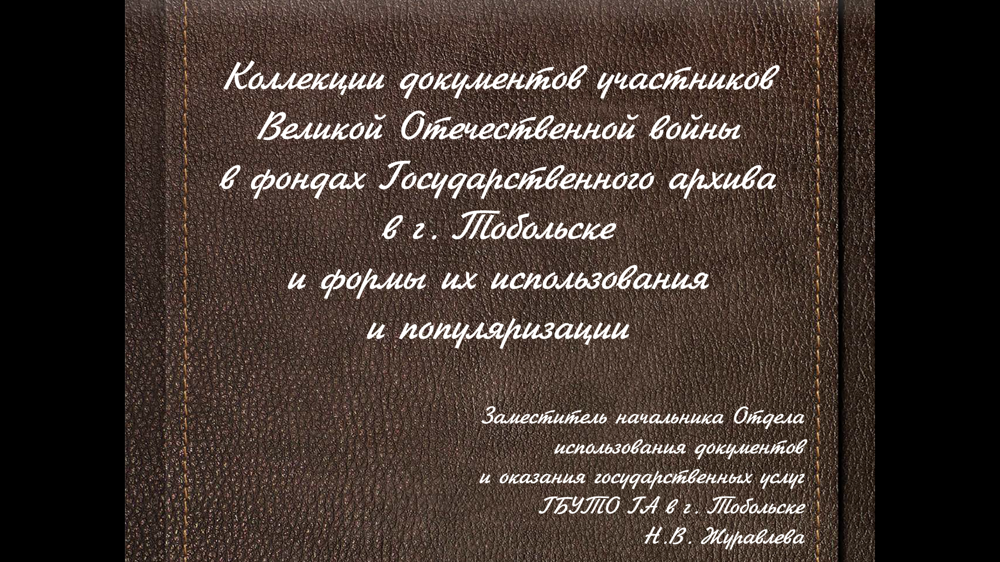 Коллекции документов участников
Великой Отечественной войны
в фондах Государственного архива
в г. Тобольске
и формы их использования
и популяризации
Заместитель начальника Отдела
использования документов
и оказания государственных услуг
ГБУТО ГА в г. Тобольске
Н.В. Журавлева